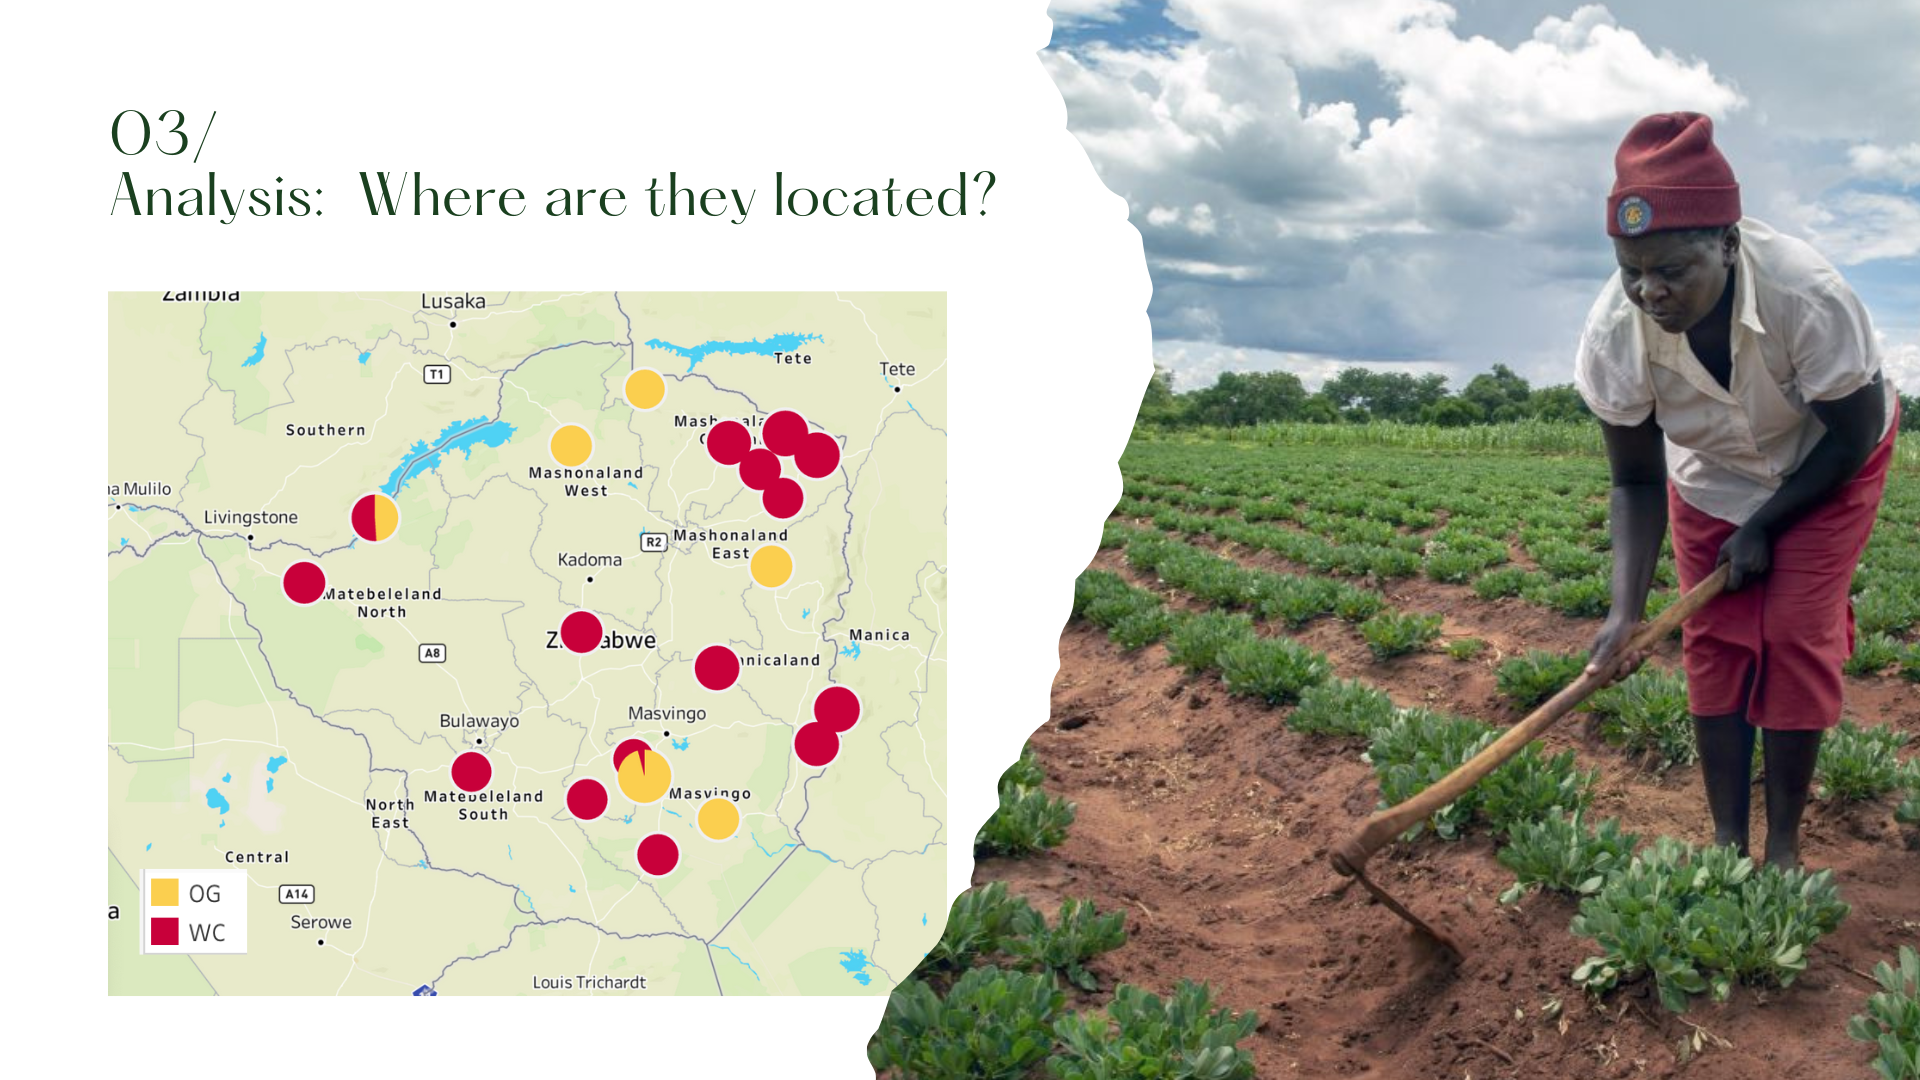 03/
Analysis: Where are they located?
Zambia
Lusaka
Tete
Tete
T1
Southern
Mashonaland
West
na Mulilo
Livingstone
R2
Mashonaland
East
Kadoma
Matebeleland
North
Manica
abwe
nicaland
A8
Bulawayo
Masvingo
Matebeleland
South
Masvingo
North
East
Central
A14
Serowe
a
OG
WC
Louis Trichardt